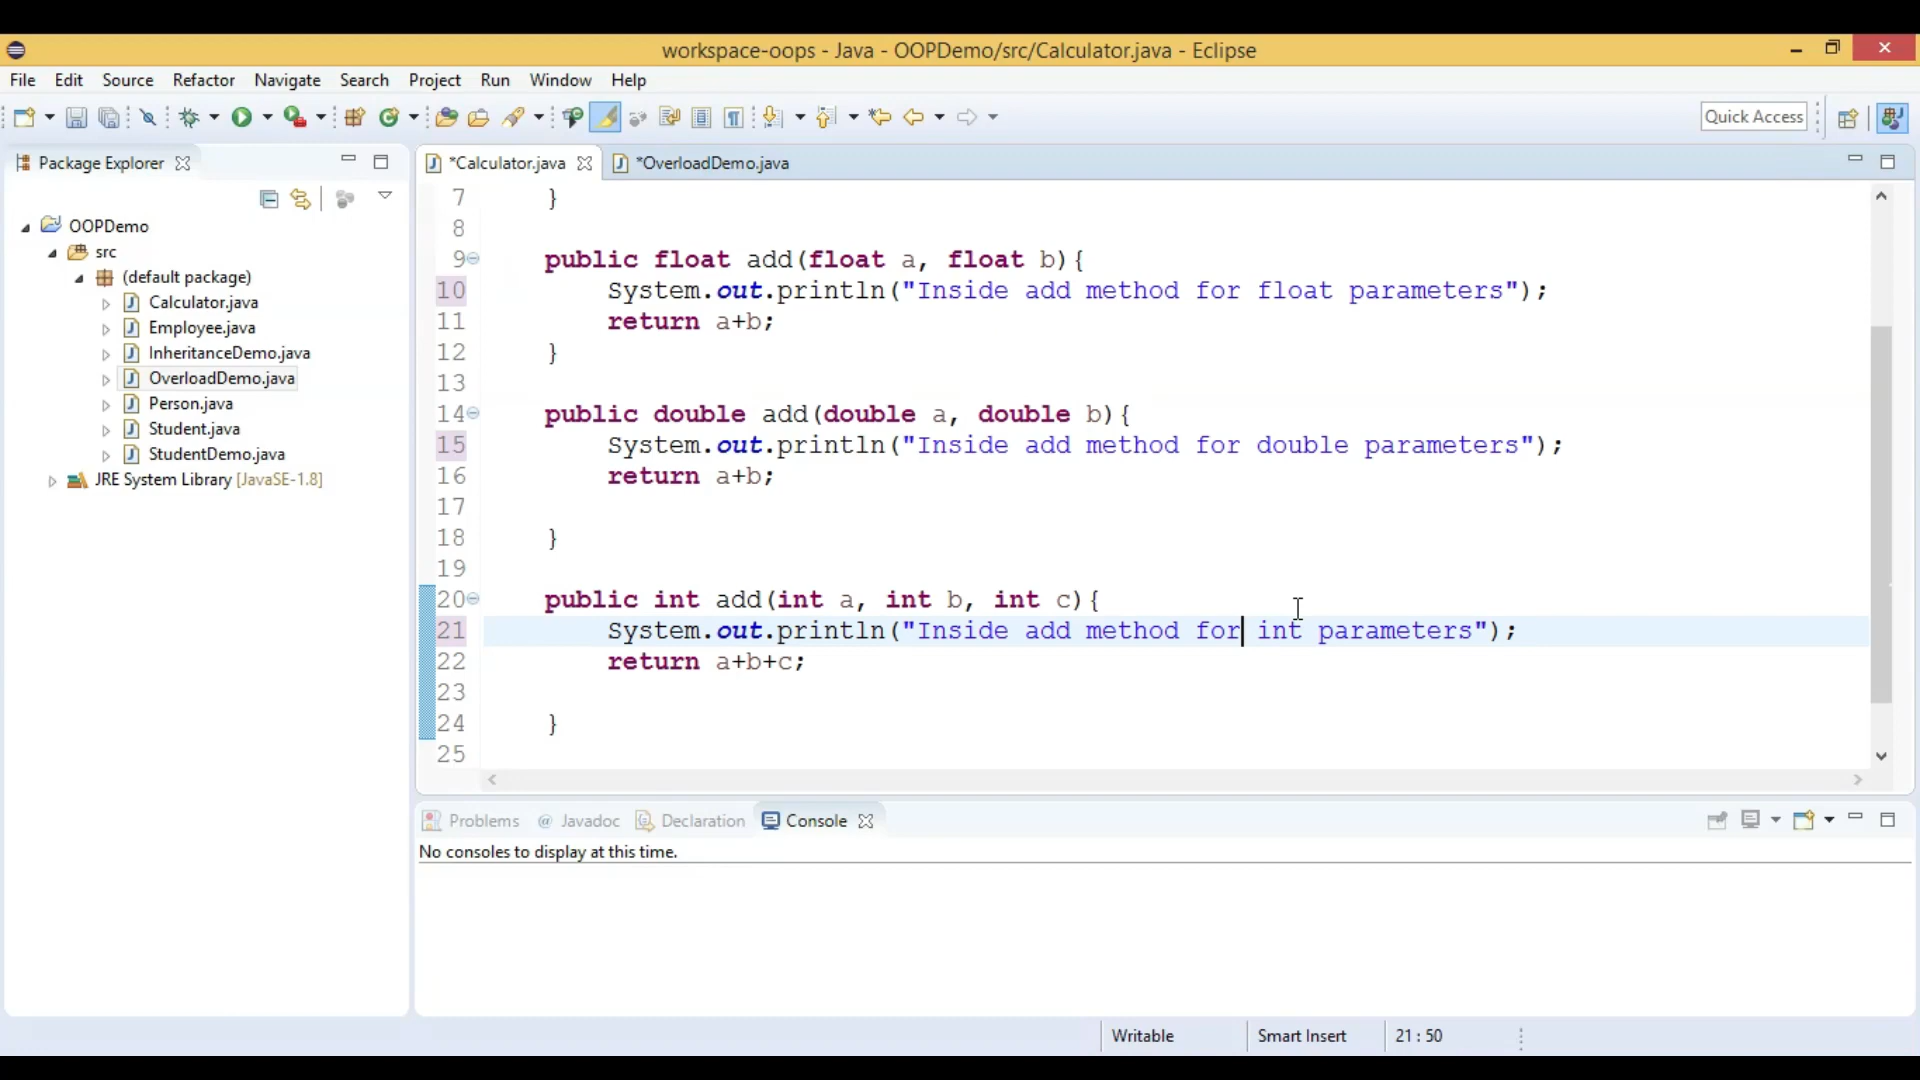 workspace-oops - Java - OOPDemo/src/Calculator.java - Eclipse
File Edit Source Refactor Navigate Search Project Run Window Help
Quick Access
Package Explorer
OOPDemo
src
(default package)
Calculator.java
Employee.java
InheritanceDemo.java
OverloadDemo.java
Person.java
Student.java
StudentDemo.java
JRE System Library [JavaSE-1.8]
*Calculator.java *OverloadDemo.java
7 }
8
9 public float add(float a, float b){
10 System.out.println("Inside add method for float parameters");
11 return a+b;
12 }
13
14 public double add(double a, double b){
15 System.out.println("Inside add method for double parameters");
16 return a+b;
17
18 }
19
20 public int add(int a, int b, int c){
21 System.out.println("Inside add method for int parameters");
22 return a+b+c;
23
24 }
25
Problems @ Javadoc Declaration Console
No consoles to display at this time.
Writable Smart Insert 21 : 50